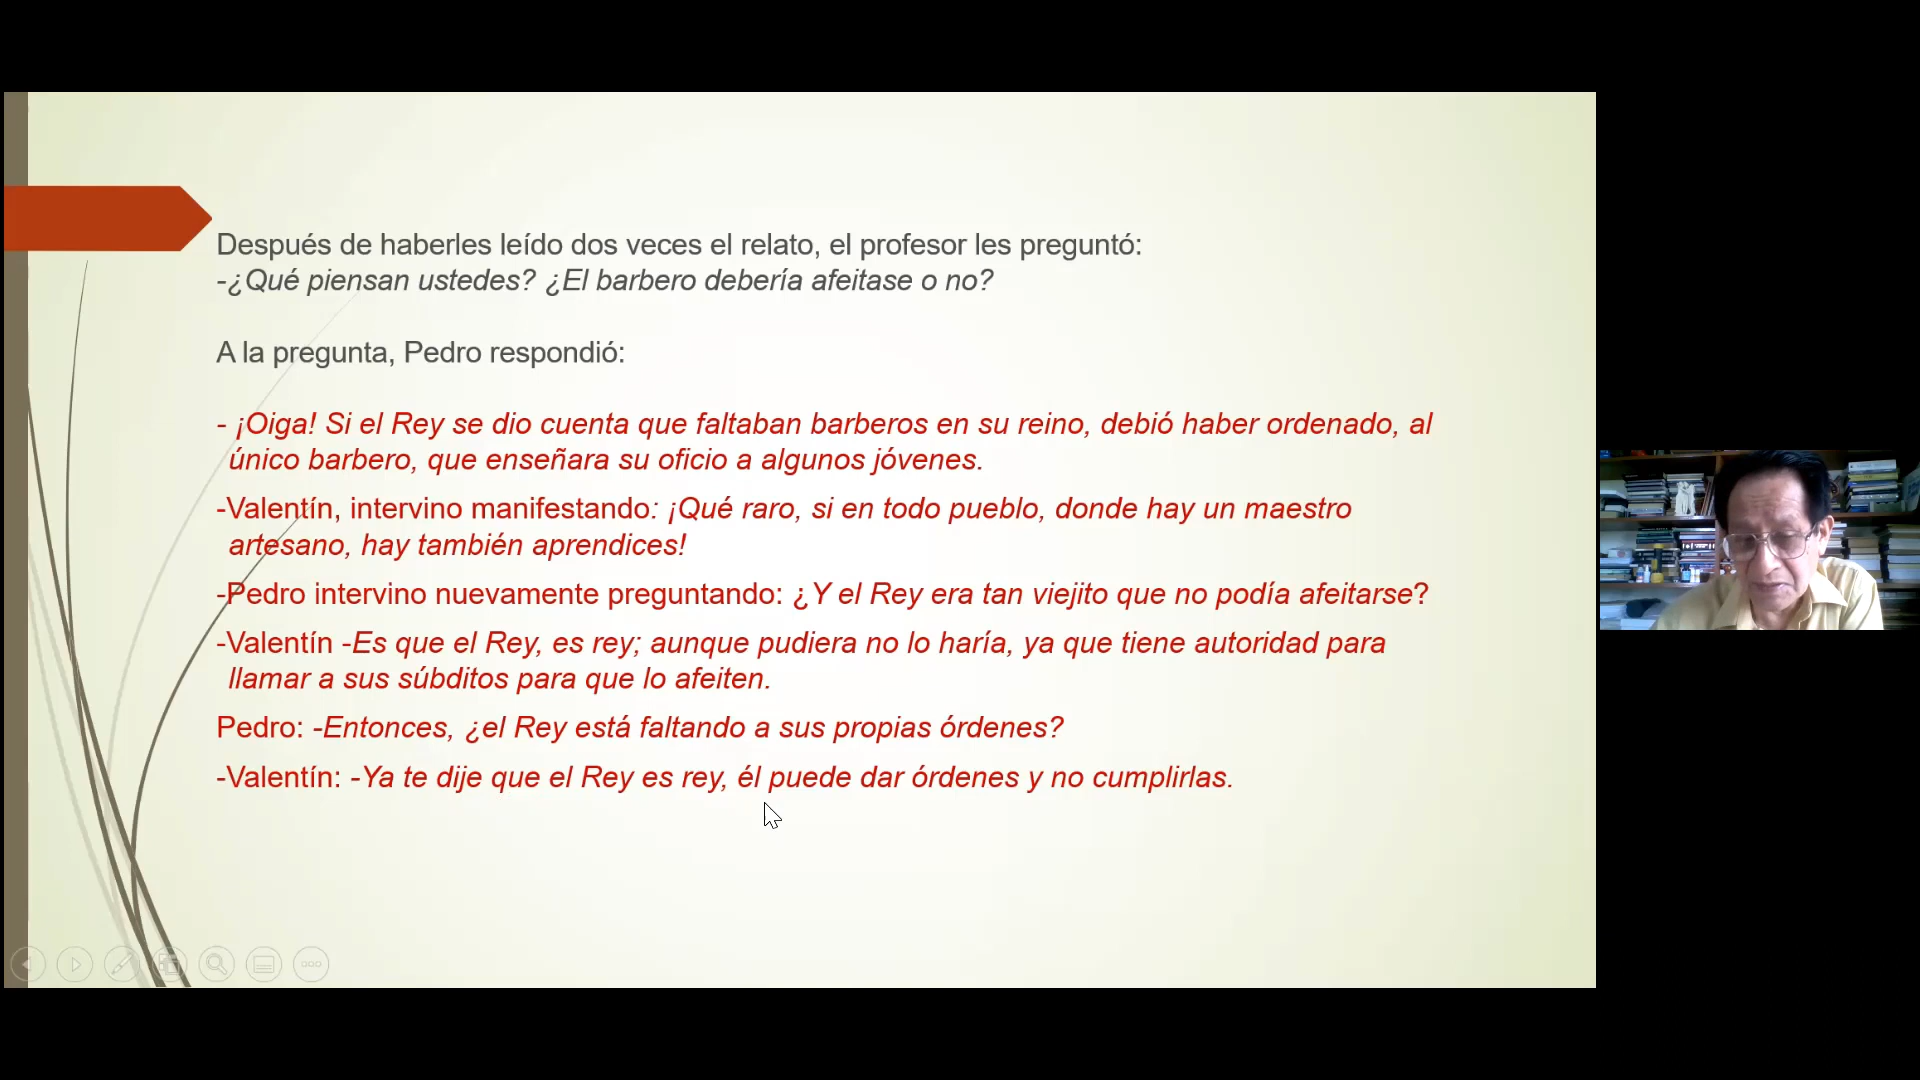 Después de haberles leído dos veces el relato, el profesor les preguntó:
-¿Qué piensan ustedes? ¿El barbero debería afeitase o no?
A la pregunta, Pedro respondió:
- ¡Oiga! Si el Rey se dio cuenta que faltaban barberos en su reino, debió haber ordenado, al
único barbero, que enseñara su oficio a algunos jóvenes.
-Valentín, intervino manifestando: ¡Qué raro, si en todo pueblo, donde hay un maestro
artesano, hay también aprendices!
-Pedro intervino nuevamente preguntando: ¿Y el Rey era tan viejito que no podía afeitarse?
-Valentín -Es que el Rey, es rey; aunque pudiera no lo haría, ya que tiene autoridad para
llamar a sus súbditos para que lo afeiten.
Pedro: -Entonces, ¿el Rey está faltando a sus propias órdenes?
-Valentín: -Ya te dije que el Rey es rey, él puede dar órdenes y no cumplirlas.